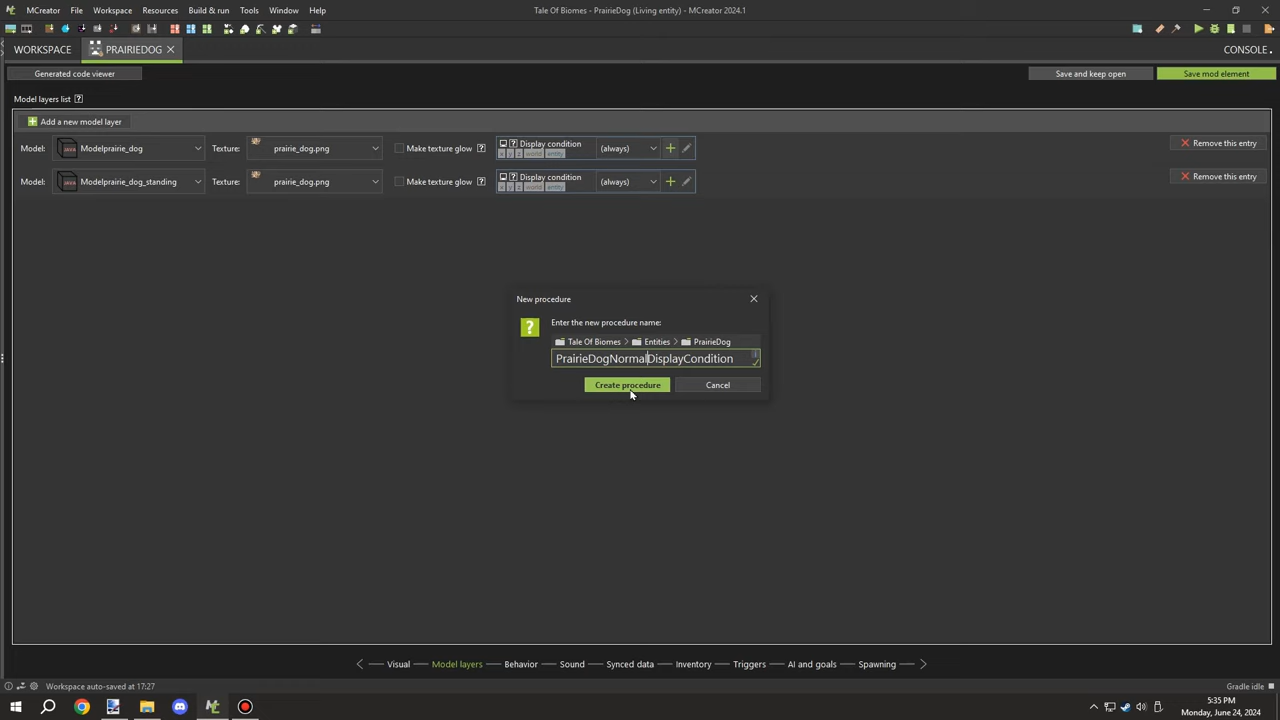 MCreator File Workspace Resources Build & run Tools Window Help Tale Of Biomes - PrairieDog (Living entity) - MCreator 2024.1
WORKSPACE PRAIRIEDOG CONSOLE
Generated code viewer Save and keep open Save mod element
Model layers list ?
Add a new model layer
Model: Modelprairie_dog Texture: prairie_dog.png Make texture glow ? ? Display condition (always) Remove this entry
x y z world entity
Model: Modelprairie_dog_standing Texture: prairie_dog.png Make texture glow ? ? Display condition (always) Remove this entry
x y z world entity
New procedure
Enter the new procedure name:
Tale Of Biomes > Entities > PrairieDog
PrairieDogNormalDisplayCondition
Create procedure Cancel
Visual Model layers Behavior Sound Synced data Inventory Triggers AI and goals Spawning
Workspace auto-saved at 17:27 Gradle idle
5:35 PM
Monday, June 24, 2024